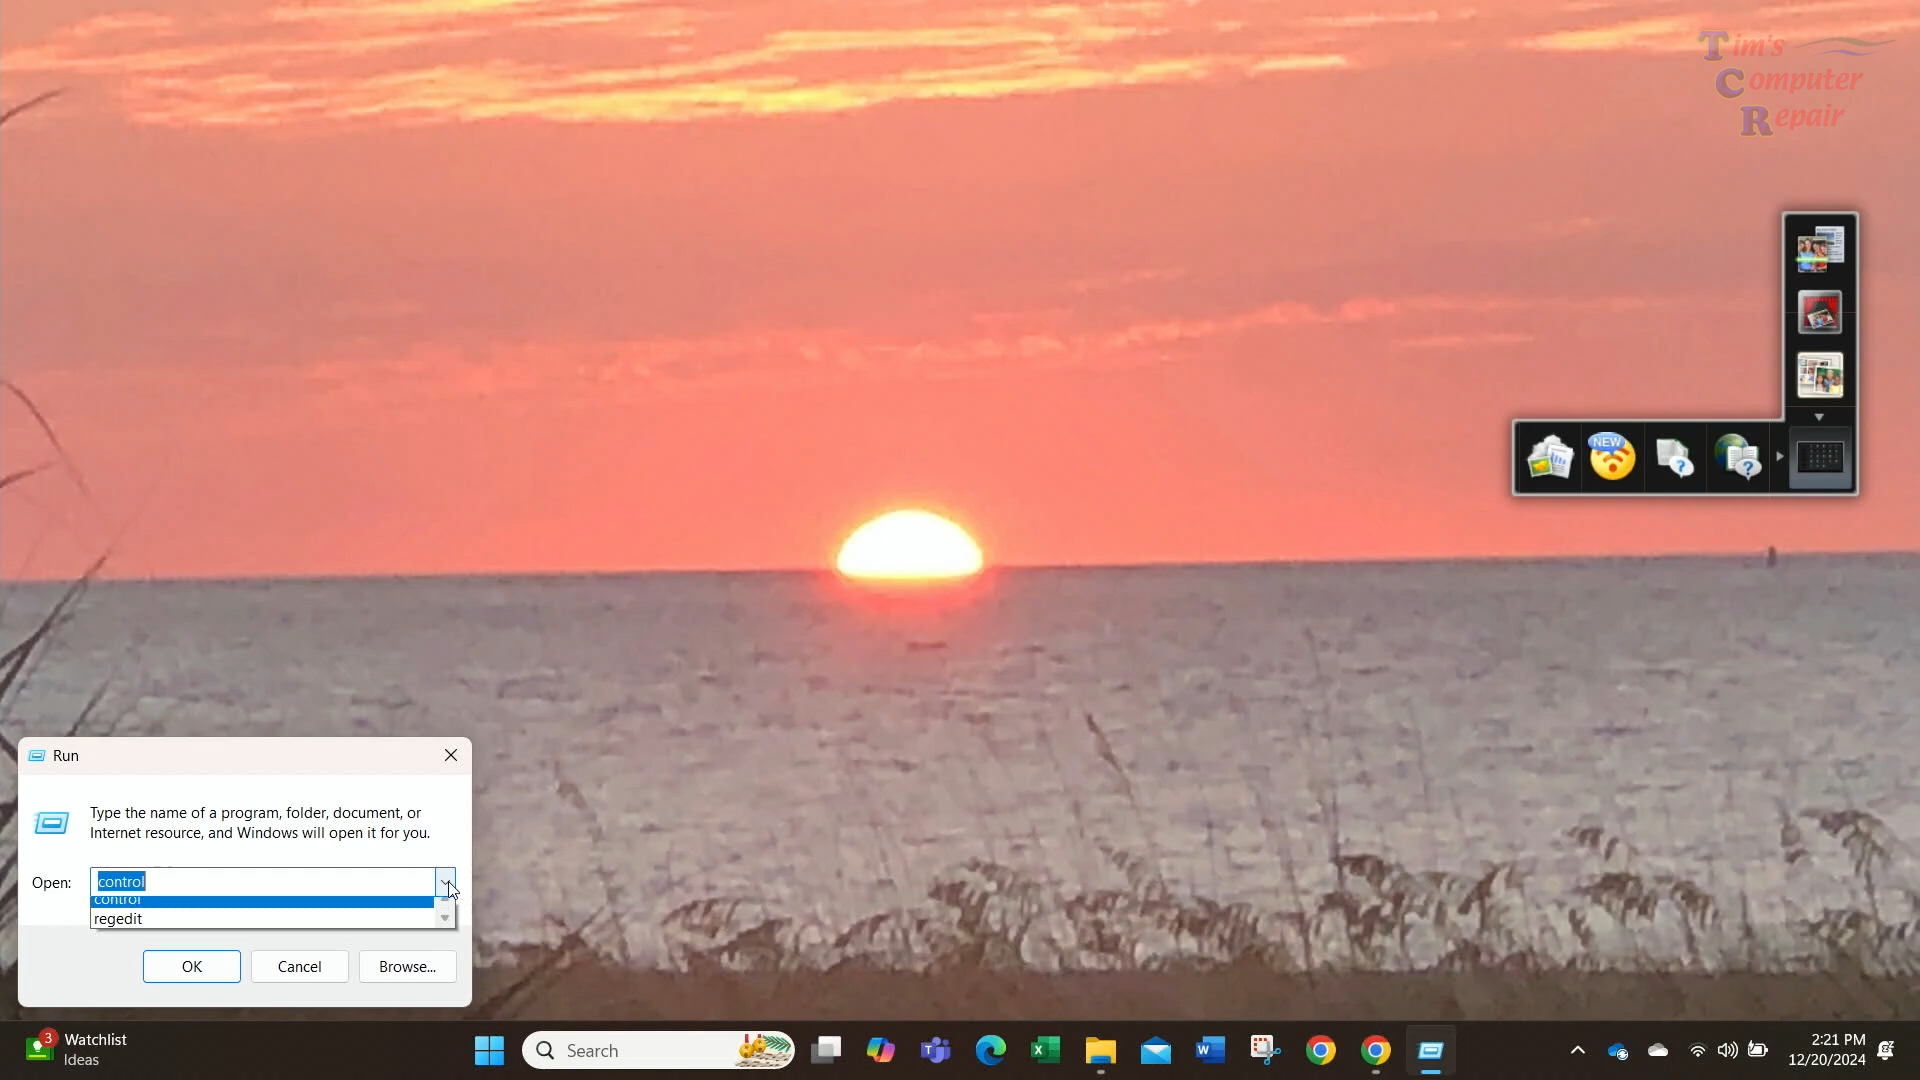 Tim's
Computer
Repair
NEW
Run
Type the name of a program, folder, document, or
Internet resource, and Windows will open it for you.
Open:
control
control
regedit
OK
Cancel
Browse...
3
Watchlist
Ideas
Search
2:21 PM
12/20/2024